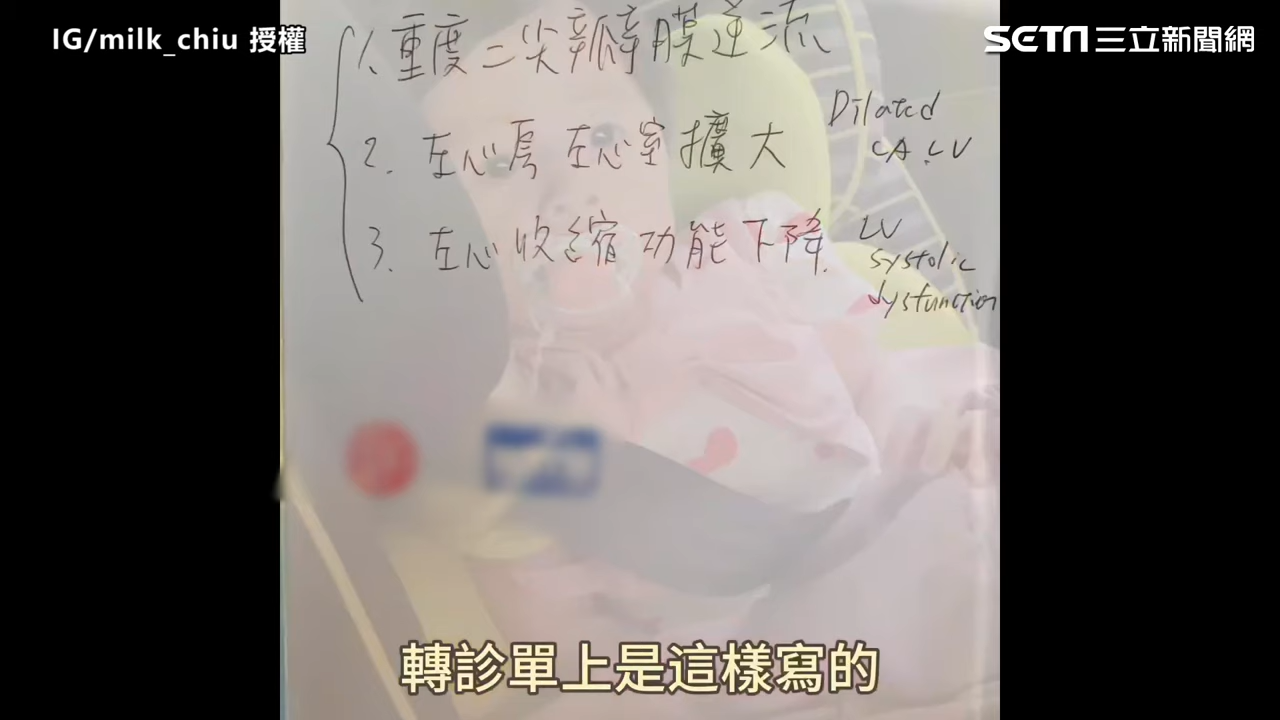 IG/milk_chiu 授權
SETN三立新聞網
1、重度二尖瓣膜逆流
2. 左心房 左心室擴大 Dilated
LA. LV
3. 左心收縮功能下降. LV
systolic
dysfunction
轉診單上是這樣寫的